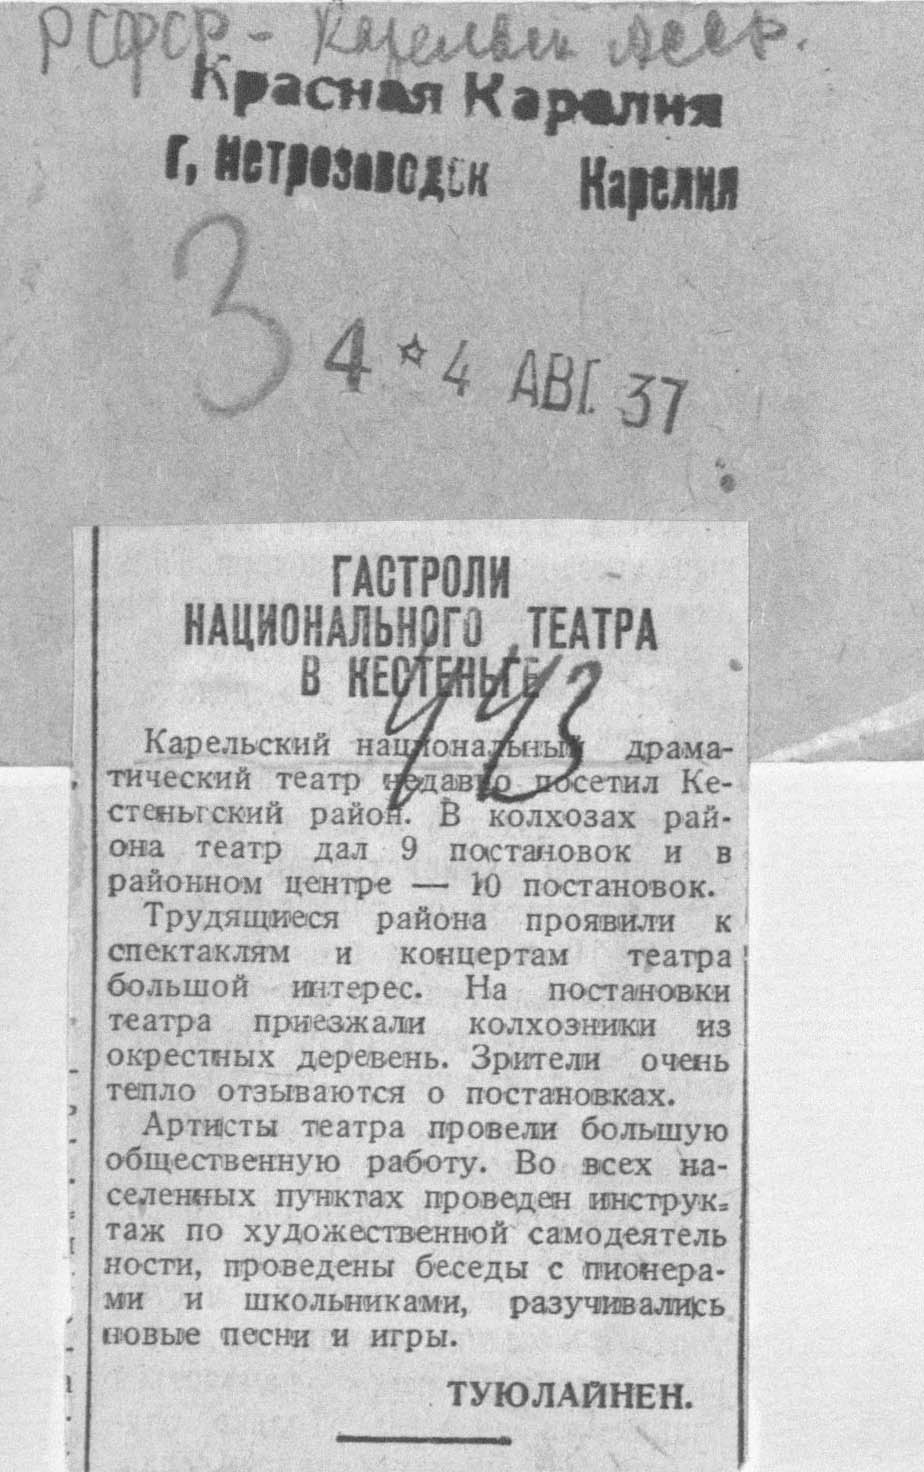 РСФСР - Карельск АССР.
Красная Карелия
г, Петрозаводск Карелия
3
4 * 4 АВГ. 37
ГАСТРОЛИ
НАЦИОНАЛЬНОГО ТЕАТРА
В КЕСТЕНЬГЕ
443
Карельский национальный драма-
тический театр недавно посетил Ке-
стеньгский район. В колхозах рай-
она театр дал 9 постановок и в
районном центре — 10 постановок.
Трудящиеся района проявили к
спектаклям и концертам театра
большой интерес. На постановки
театра приезжали колхозники из
окрестных деревень. Зрители очень
тепло отзываются о постановках.
Артисты театра провели большую
общественную работу. Во всех на-
селенных пунктах проведен инструк-
таж по художественной самодеятель
ности, проведены беседы с пионера-
ми и школьниками, разучивались
новые песни и игры.
ТУЮЛАЙНЕН.